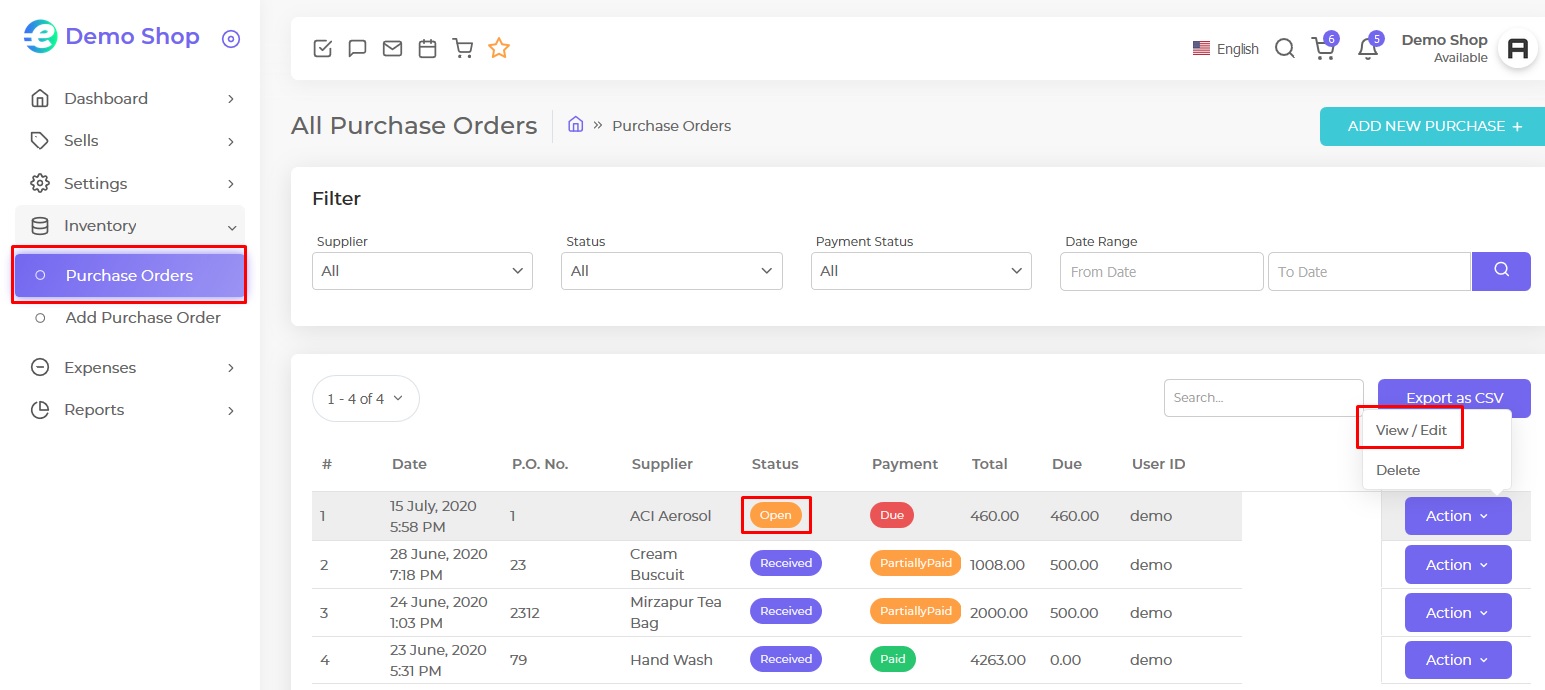 Demo Shop
Dashboard
Sells
Settings
Inventory
Purchase Orders
Add Purchase Order
Expenses
Reports
English
6
5
Demo Shop
Available
All Purchase Orders
» Purchase Orders
ADD NEW PURCHASE +
Filter
Supplier Status Payment Status Date Range
All All All From Date To Date
1 - 4 of 4
Search...
Export as CSV
View / Edit
Delete
# Date P.O. No. Supplier Status Payment Total Due User ID
1 15 July, 2020 5:58 PM 1 ACI Aerosol Open Due 460.00 460.00 demo Action
2 28 June, 2020 7:18 PM 23 Cream Buscuit Received PartiallyPaid 1008.00 500.00 demo Action
3 24 June, 2020 1:03 PM 2312 Mirzapur Tea Bag Received PartiallyPaid 2000.00 500.00 demo Action
4 23 June, 2020 5:31 PM 79 Hand Wash Received Paid 4263.00 0.00 demo Action